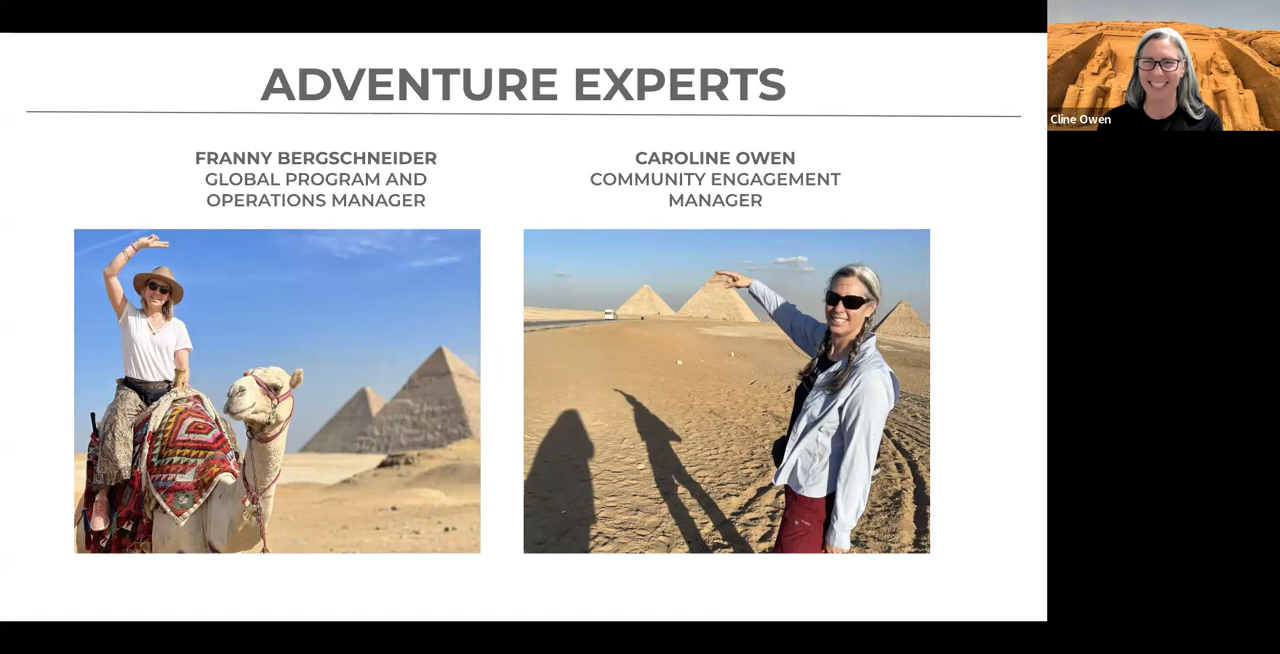 ADVENTURE EXPERTS
FRANNY BERGSCHNEIDER
GLOBAL PROGRAM AND
OPERATIONS MANAGER
CAROLINE OWEN
COMMUNITY ENGAGEMENT
MANAGER
Cline Owen